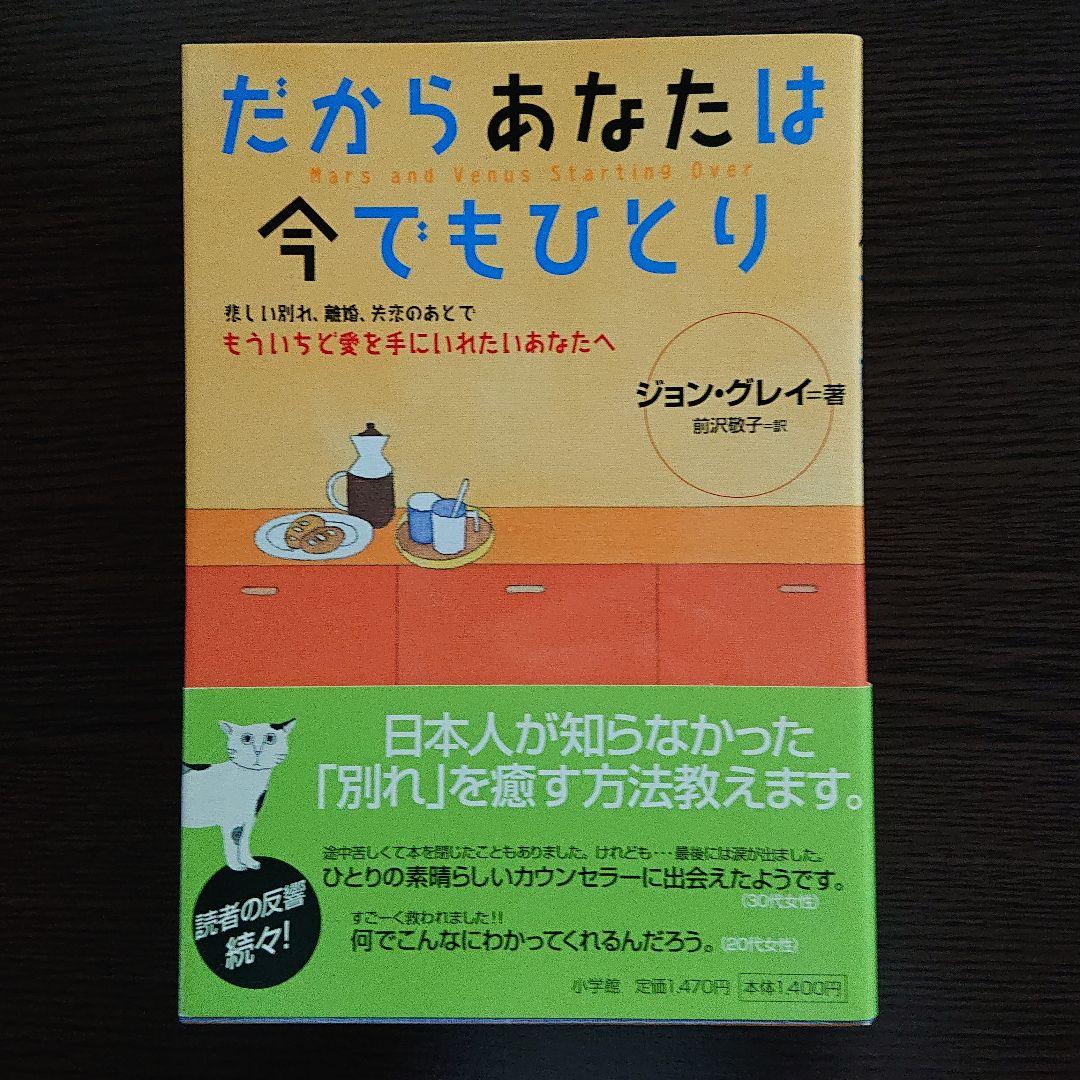 だからあなたは
Mars and Venus Starting Over
今でもひとり
悲しい別れ、離婚、失恋のあとで
もういちど愛を手にいれたいあなたへ
ジョン・グレイ=著
前沢敬子=訳
日本人が知らなかった
「別れ」を癒す方法教えます。
途中苦しくて本を閉じたこともありました。けれども…最後には涙が出ました。
ひとりの素晴らしいカウンセラーに出会えたようです。
(30代女性)
すごーく救われました!!
何でこんなにわかってくれるんだろう。(20代女性)
読者の反響
続々!
小学館 定価1,470円 本体1,400円